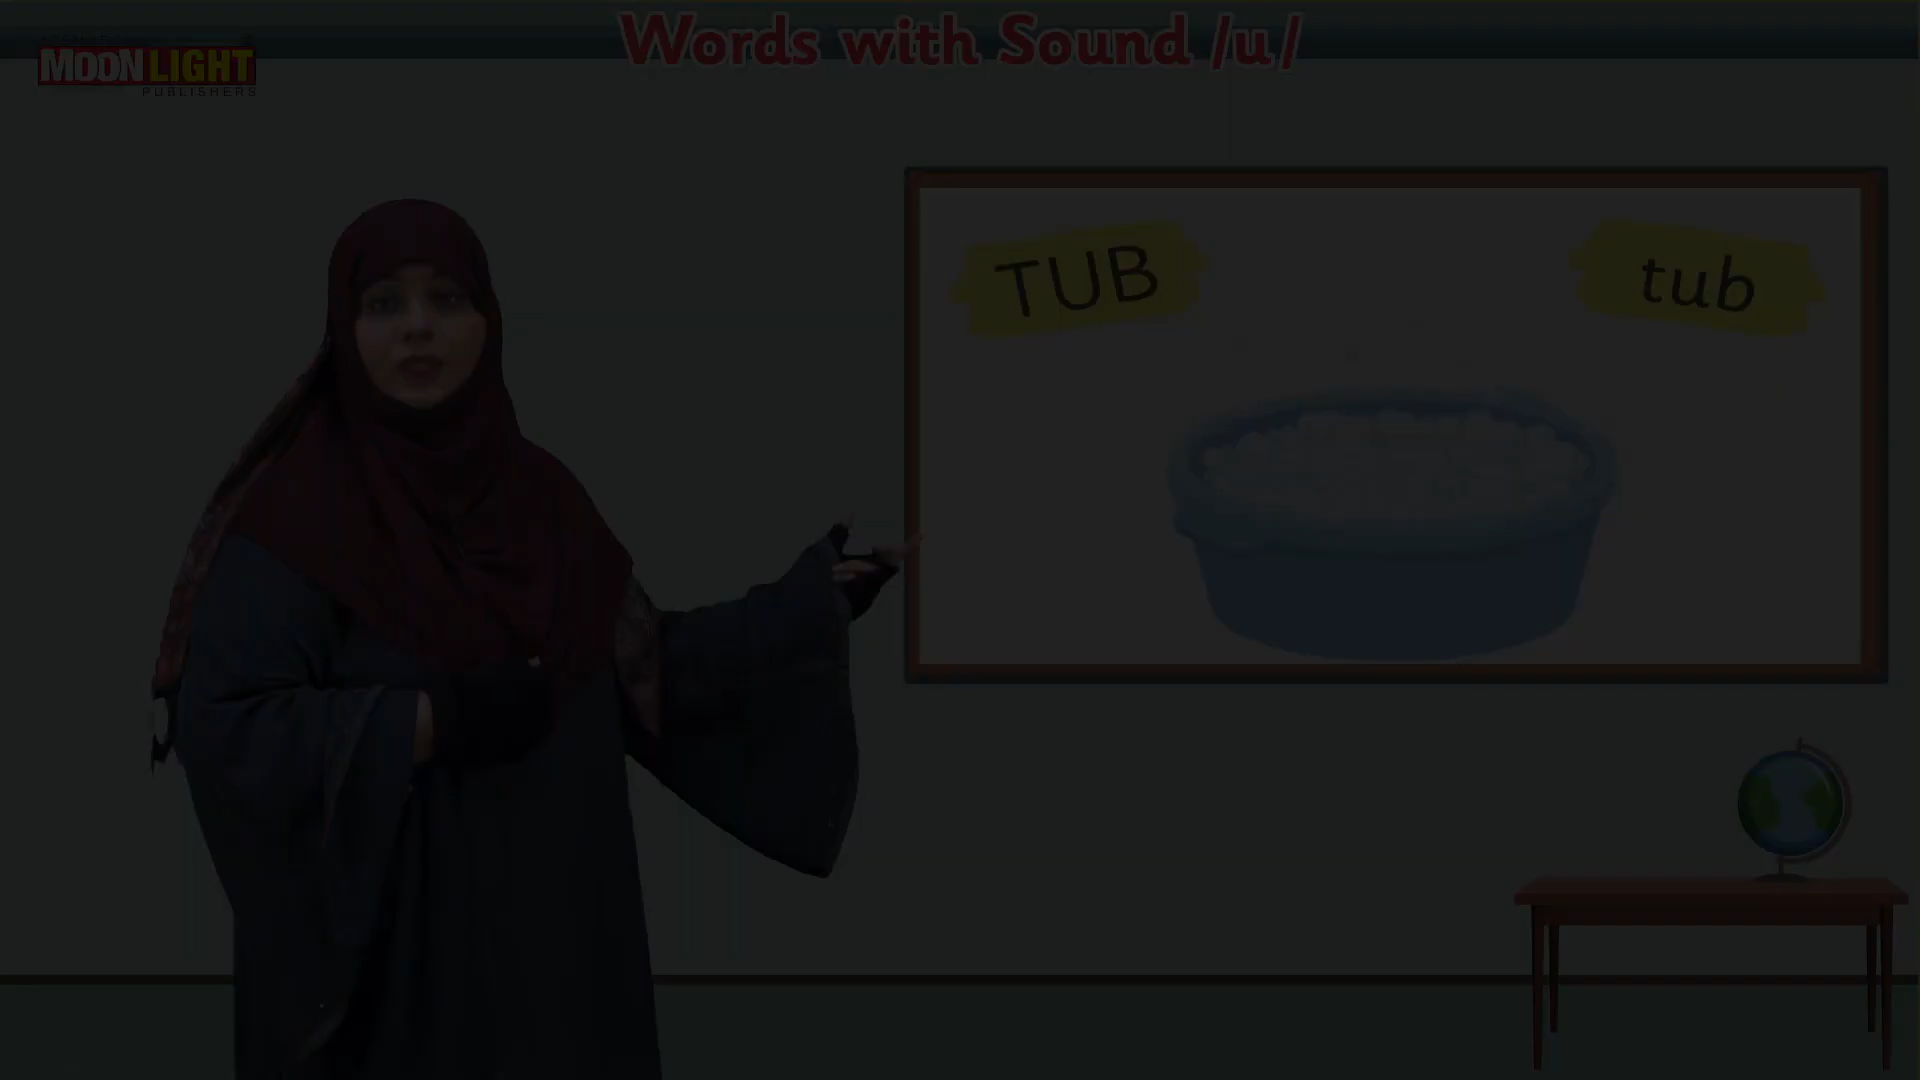 Words with Sound /u/
MOONLIGHT
PUBLISHERS
TUB
tub